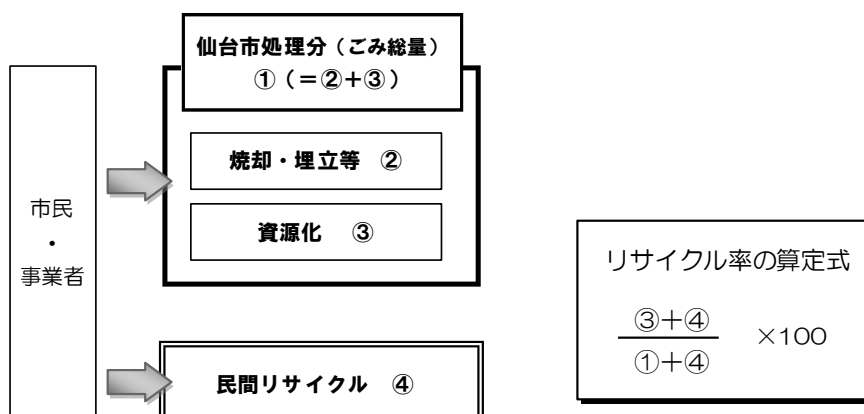 仙台市処理分（ごみ総量）
①（＝②＋③）
焼却・埋立等　②
資源化　③
市民
・
事業者
民間リサイクル　④
リサイクル率の算定式
③＋④
①＋④
×100